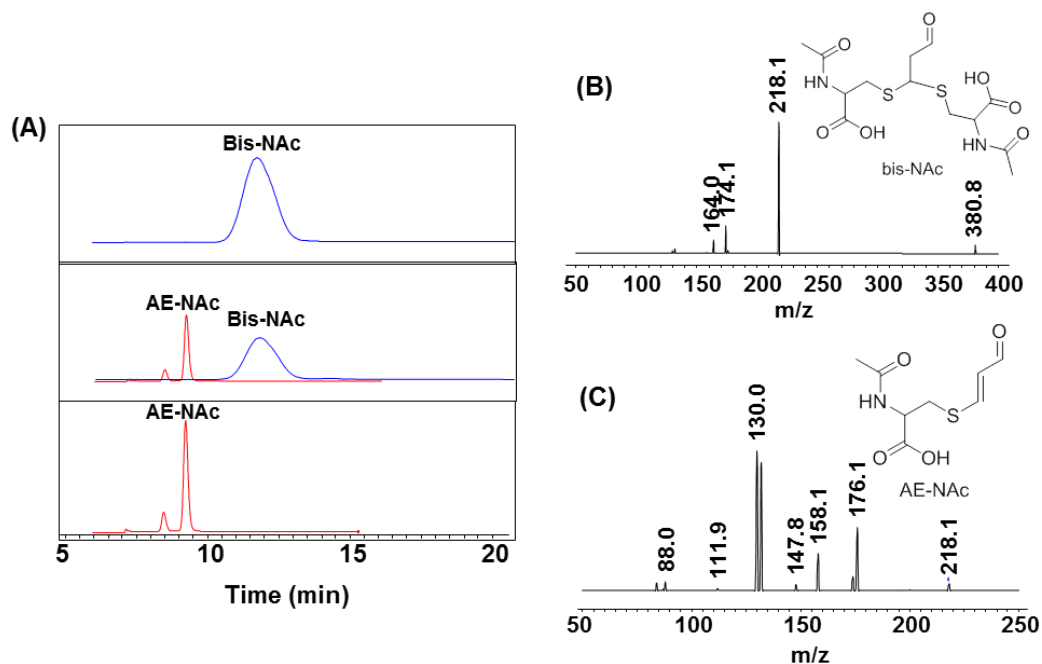 (A)
Bis-NAc
AE-NAc
Bis-NAc
AE-NAc
5 10 15 20
Time (min)
(B)
164.0
174.1
218.1
380.8
O
N
H
O
OH
S
O
S
HO
O
N
H
O
bis-NAc
50 100 150 200 250 300 350 400
m/z
(C)
88.0
111.9
130.0
147.8
158.1
176.1
218.1
O
HN
S
O
O
OH
AE-NAc
50 100 150 200 250
m/z